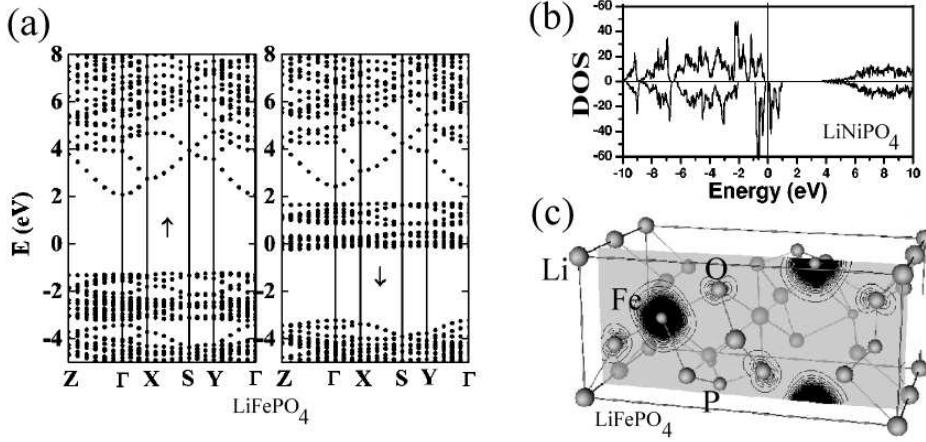 (a)
8
6
4
2
0
-2
-4
E (eV)
↑
Z Γ X S Y Γ
8
6
4
2
0
-2
-4
↓
Z Γ X S Y Γ
LiFePO4
(b)
-60
-40
-20
0
20
40
-60
DOS
LiNiPO4
-10 -8 -6 -4 -2 0 2 4 6 8 10
Energy (eV)
(c)
Li
O
Fe
P
LiFePO4